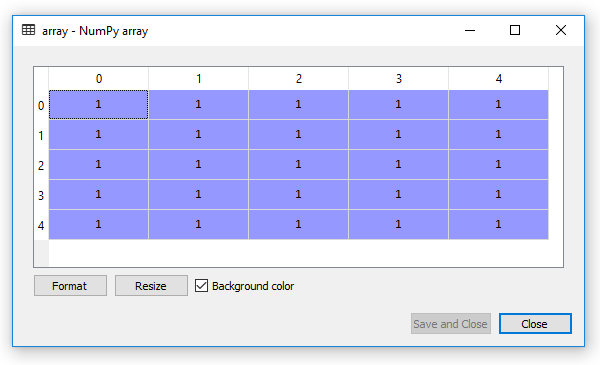 array - NumPy array
0 1 2 3 4
0 1 1 1 1 1
1 1 1 1 1 1
2 1 1 1 1 1
3 1 1 1 1 1
4 1 1 1 1 1
Format Resize Background color
Save and Close Close